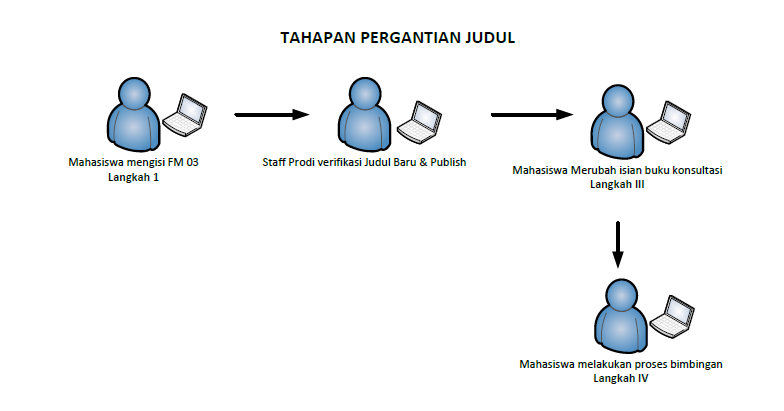 TAHAPAN PERGANTIAN JUDUL
Mahasiswa mengisi FM 03
Langkah 1
Staff Prodi verifikasi Judul Baru & Publish
Mahasiswa Merubah isian buku konsultasi
Langkah III
Mahasiswa melakukan proses bimbingan
Langkah IV